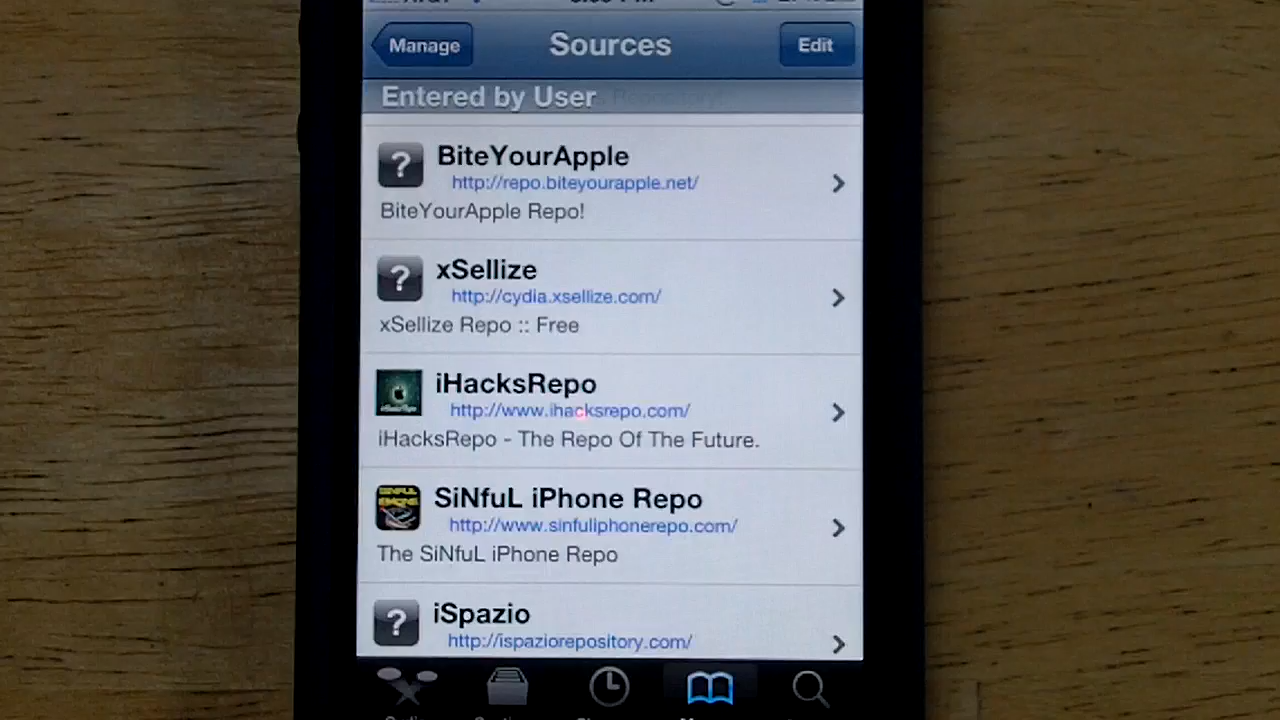 Manage
Sources
Edit
Entered by User
BiteYourApple
http://repo.biteyourapple.net/
BiteYourApple Repo!
xSellize
http://cydia.xsellize.com/
xSellize Repo :: Free
iHacksRepo
http://www.ihacksrepo.com/
iHacksRepo - The Repo Of The Future.
SiNfuL iPhone Repo
http://www.sinfuliphonerepo.com/
The SiNfuL iPhone Repo
iSpazio
http://ispaziorepository.com/